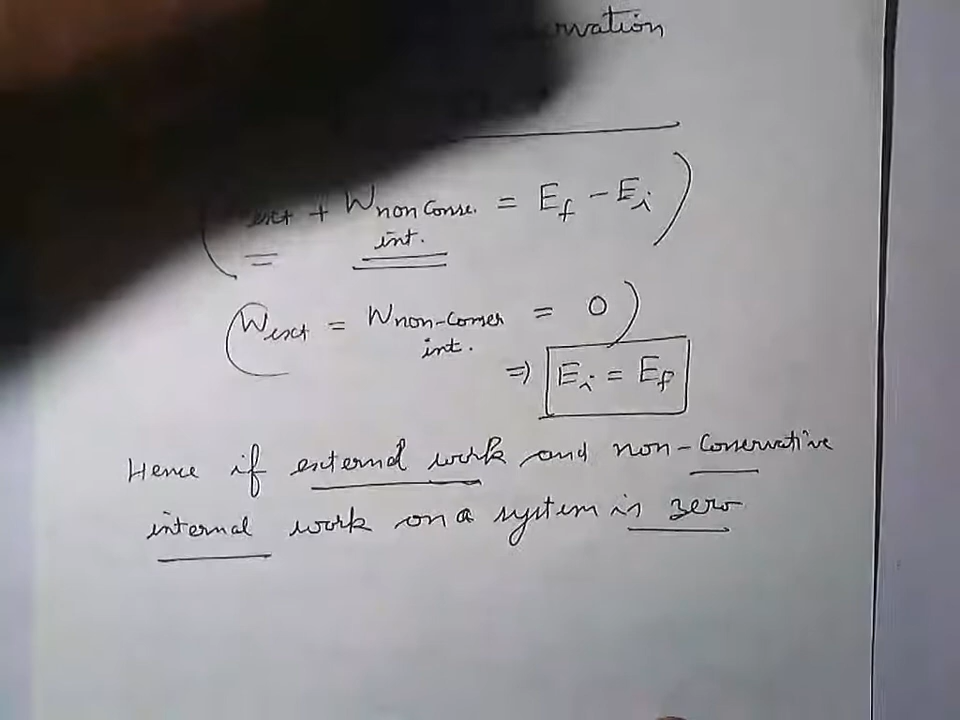 ext + Wnon Conse. = Ef - Ei
int.
Wext = Wnon-Conser = 0
int.
⇒ Ei = Ef
Hence if external work and non-Conservative
internal work on a system is zero